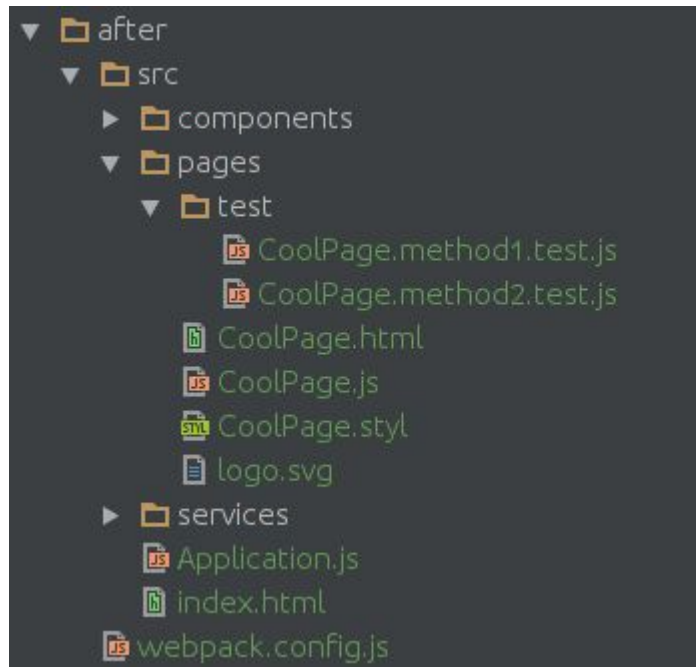 after
src
components
pages
test
CoolPage.method1.test.js
CoolPage.method2.test.js
CoolPage.html
CoolPage.js
CoolPage.styl
logo.svg
services
Application.js
index.html
webpack.config.js